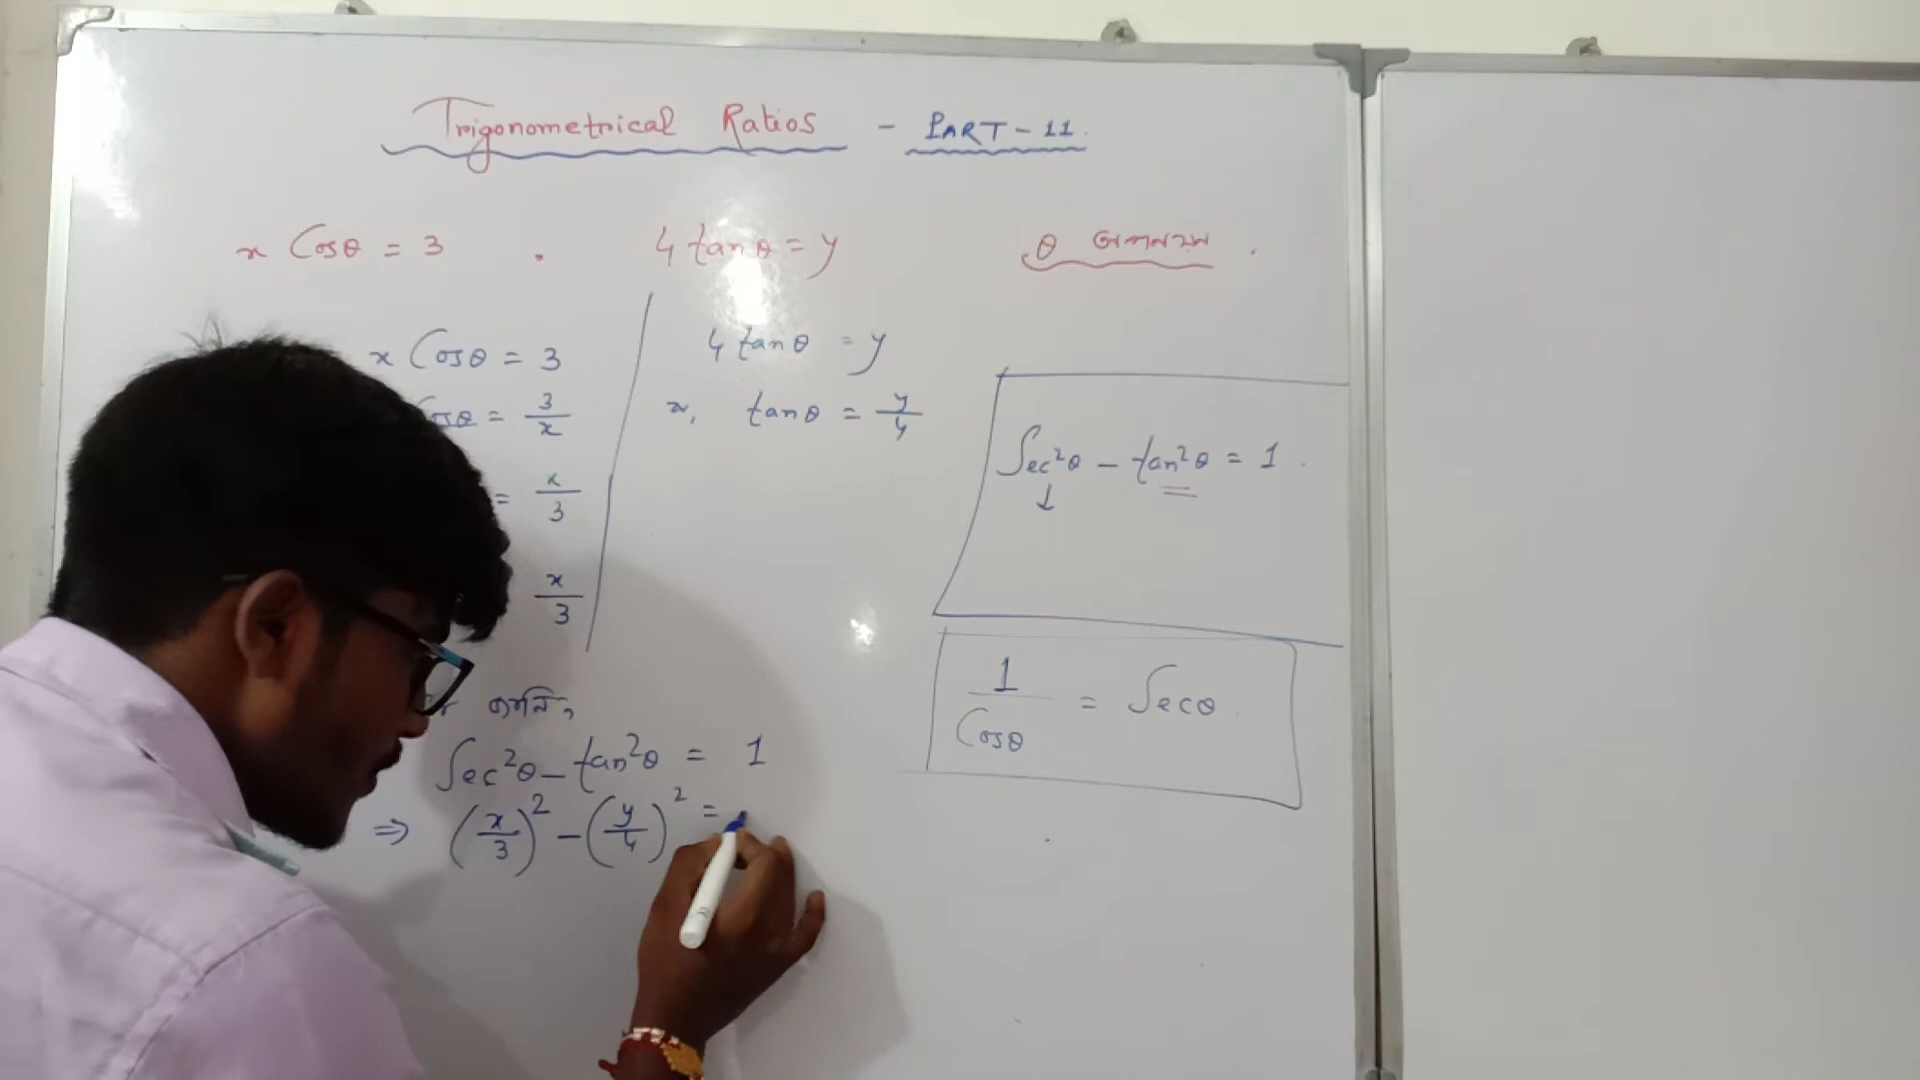 Trigonometrical Ratios - PART-11.
x Cosθ = 3 . 4 tanθ = y θ অপনয়ন .
x Cosθ = 3
Cosθ = 3/x
= x/3
x/3
4 tanθ = y
বা, tanθ = y/4
Sec²θ - tan²θ = 1 .
↓
1/Cosθ = Secθ
জানি,
Sec²θ - tan²θ = 1
⇒ (x/3)² - (y/4)² =